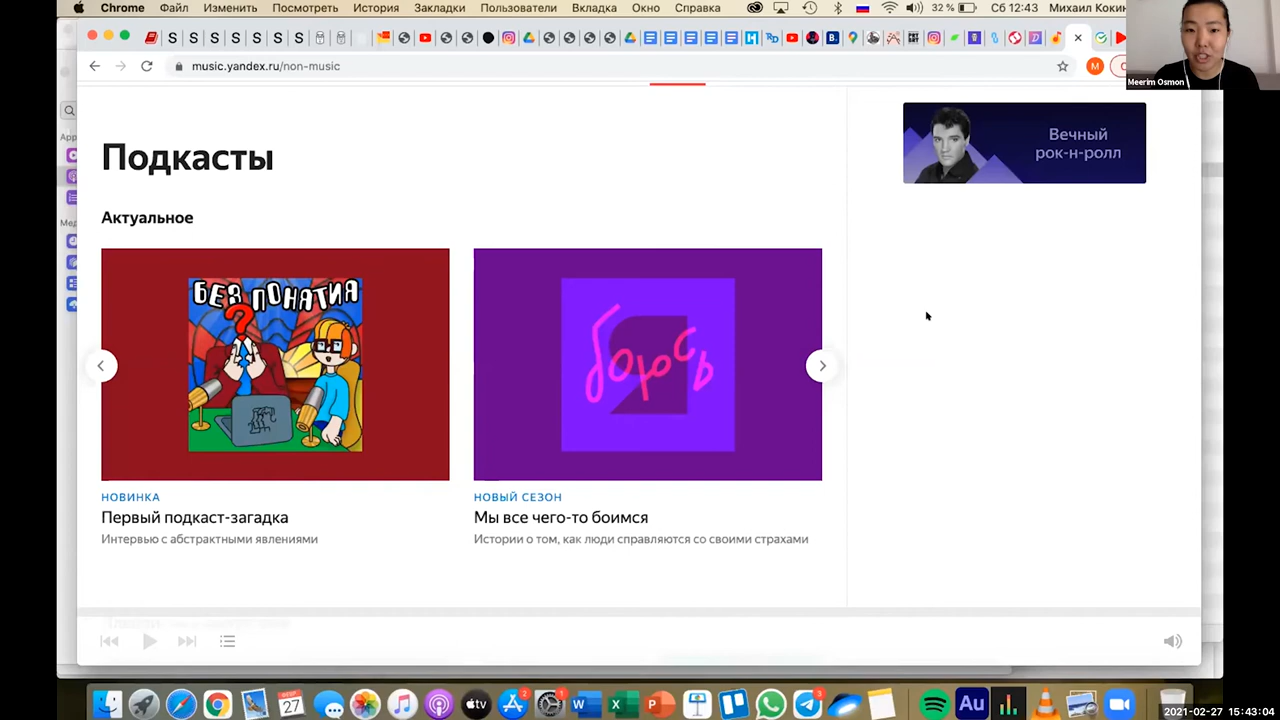 Chrome Файл Изменить Посмотреть История Закладки Пользователи Вкладка Окно Справка 32 % Сб 12:43 Михаил Кокин
music.yandex.ru/non-music
М
Meerim Osmon
Подкасты
Вечный
рок-н-ролл
Актуальное
БЕЗ ПОНЯТИЯ
?
боюсь
НОВИНКА
НОВЫЙ СЕЗОН
Первый подкаст-загадка
Мы все чего-то боимся
Интервью с абстрактными явлениями
Истории о том, как люди справляются со своими страхами
2021-02-27 15:43:04